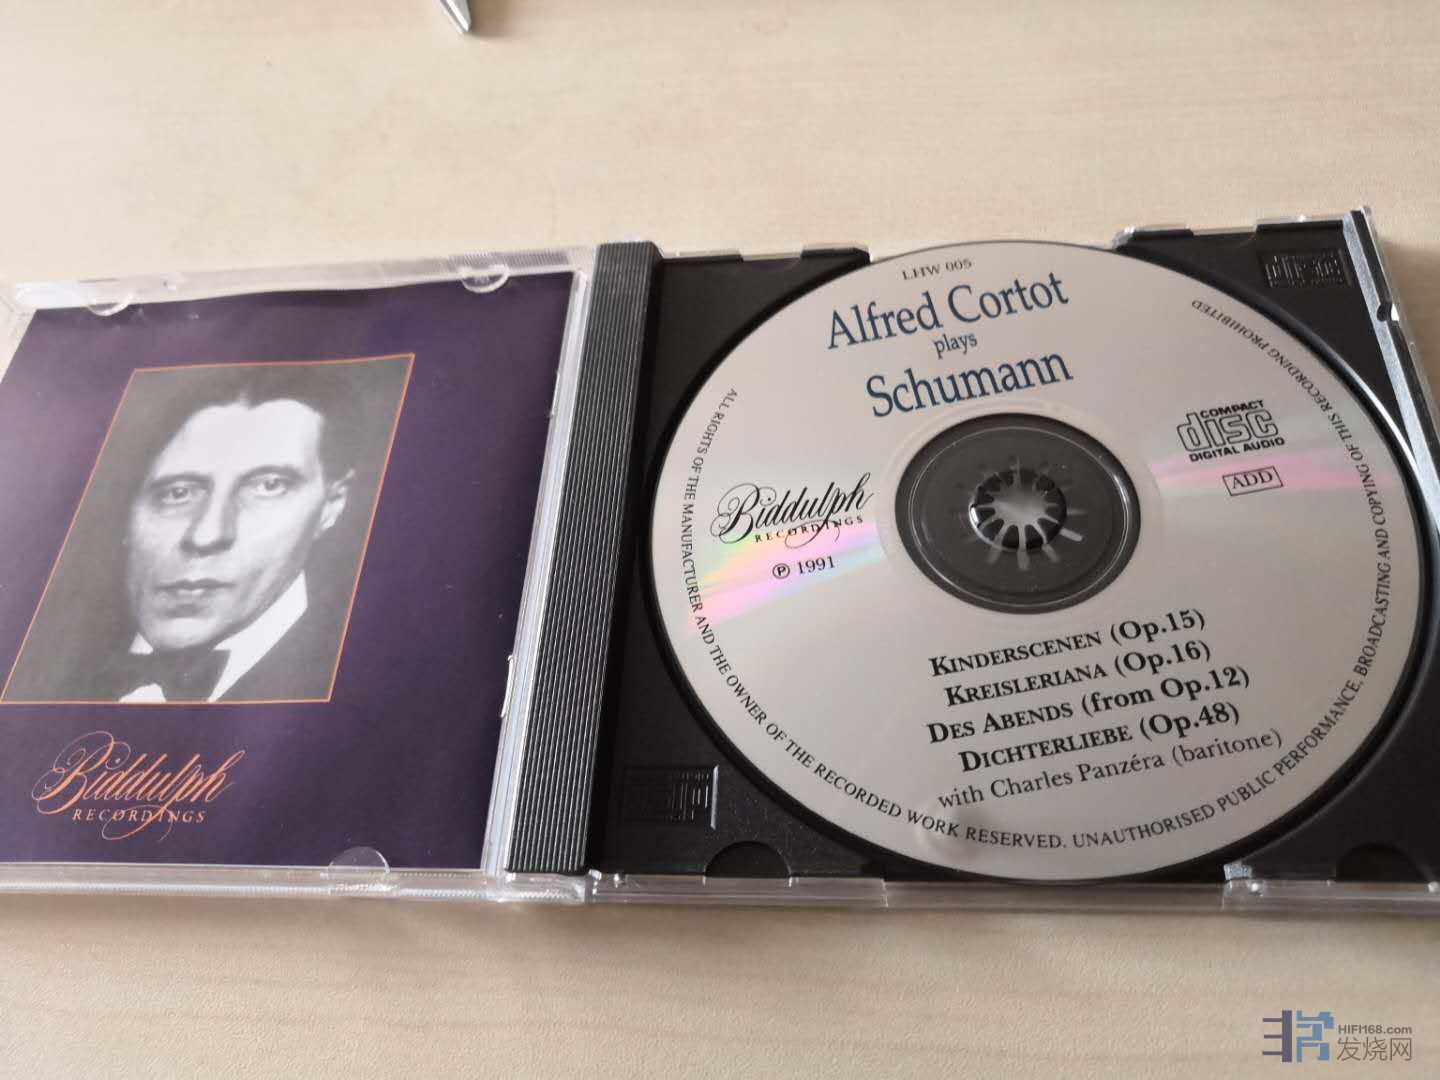 Biddulph
RECORDINGS
LHW 005
Alfred Cortot
plays
Schumann
COMPACT
disc
DIGITAL AUDIO
ADD
Biddulph
RECORDINGS
℗ 1991
KINDERSCENEN (Op.15)
KREISLERIANA (Op.16)
DES ABENDS (from Op.12)
DICHTERLIEBE (Op.48)
with Charles Panzéra (baritone)
ALL RIGHTS OF THE MANUFACTURER AND THE OWNER OF THE RECORDED WORK RESERVED. UNAUTHORISED PUBLIC PERFORMANCE, BROADCASTING AND COPYING OF THIS RECORDING PROHIBITED
disc
disc
HIFI168.com
发烧网